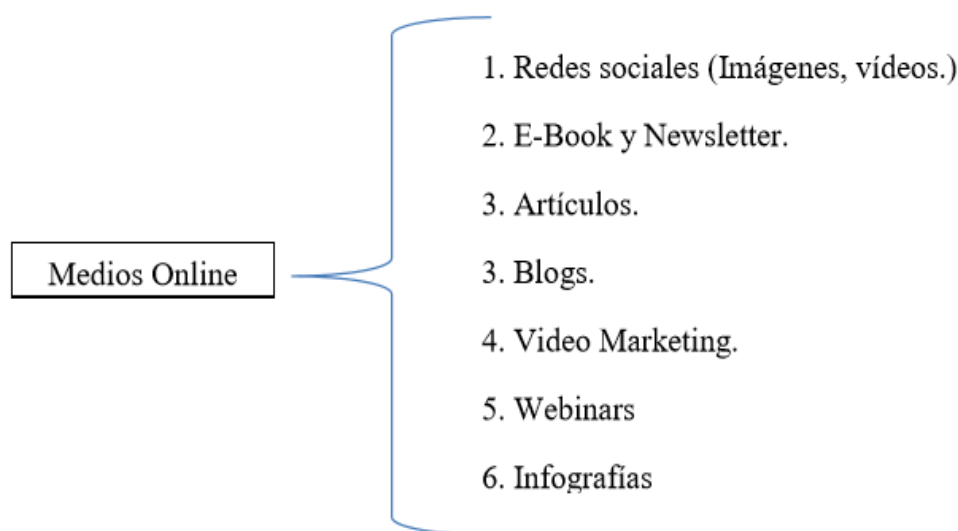 Medios Online
1. Redes sociales (Imágenes, vídeos.)
2. E-Book y Newsletter.
3. Artículos.
3. Blogs.
4. Video Marketing.
5. Webinars
6. Infografías